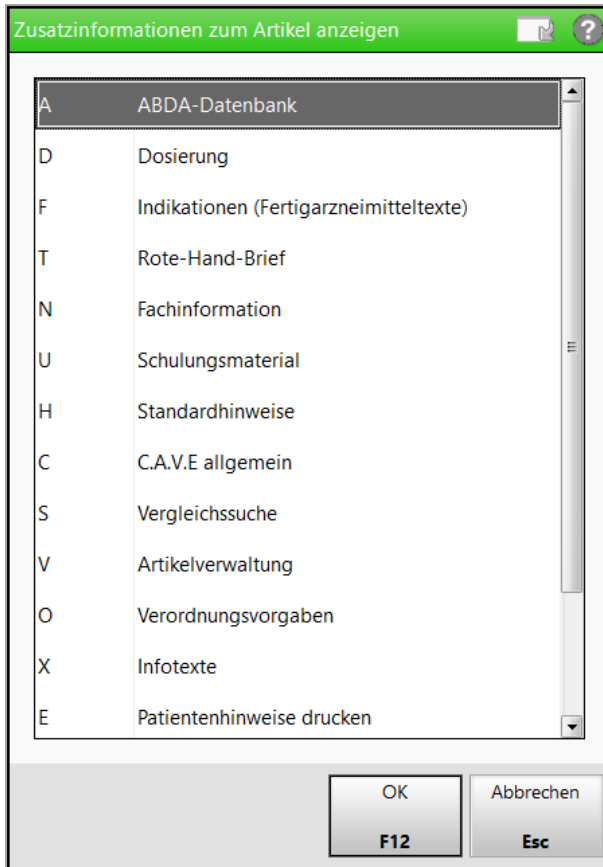 Zusatzinformationen zum Artikel anzeigen ?
A ABDA-Datenbank
D Dosierung
F Indikationen (Fertigarzneimitteltexte)
T Rote-Hand-Brief
N Fachinformation
U Schulungsmaterial
H Standardhinweise
C C.A.V.E allgemein
S Vergleichssuche
V Artikelverwaltung
O Verordnungsvorgaben
X Infotexte
E Patientenhinweise drucken
OK Abbrechen
F12 Esc